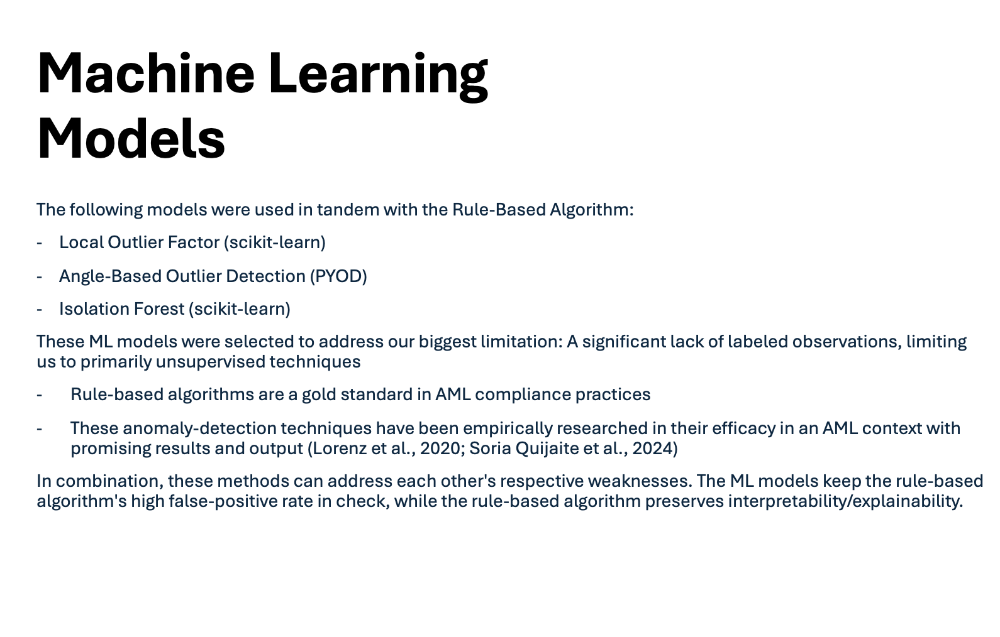 Machine Learning
Models
The following models were used in tandem with the Rule-Based Algorithm:
- Local Outlier Factor (scikit-learn)
- Angle-Based Outlier Detection (PYOD)
- Isolation Forest (scikit-learn)
These ML models were selected to address our biggest limitation: A significant lack of labeled observations, limiting
us to primarily unsupervised techniques
- Rule-based algorithms are a gold standard in AML compliance practices
- These anomaly-detection techniques have been empirically researched in their efficacy in an AML context with
promising results and output (Lorenz et al., 2020; Soria Quijaite et al., 2024)
In combination, these methods can address each other's respective weaknesses. The ML models keep the rule-based
algorithm's high false-positive rate in check, while the rule-based algorithm preserves interpretability/explainability.